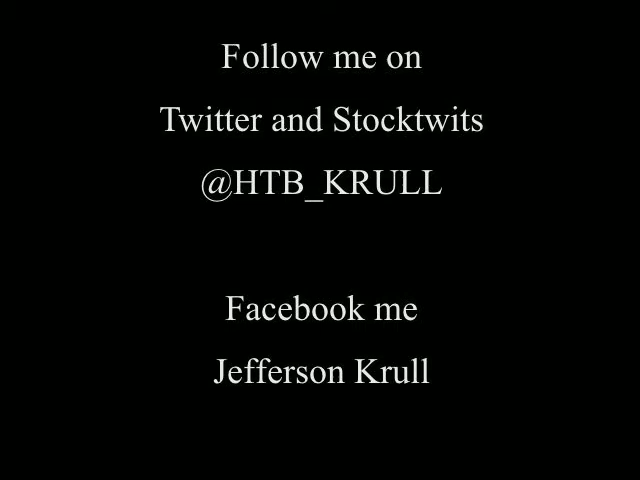 Follow me on
Twitter and Stocktwits
@HTB_KRULL
Facebook me
Jefferson Krull